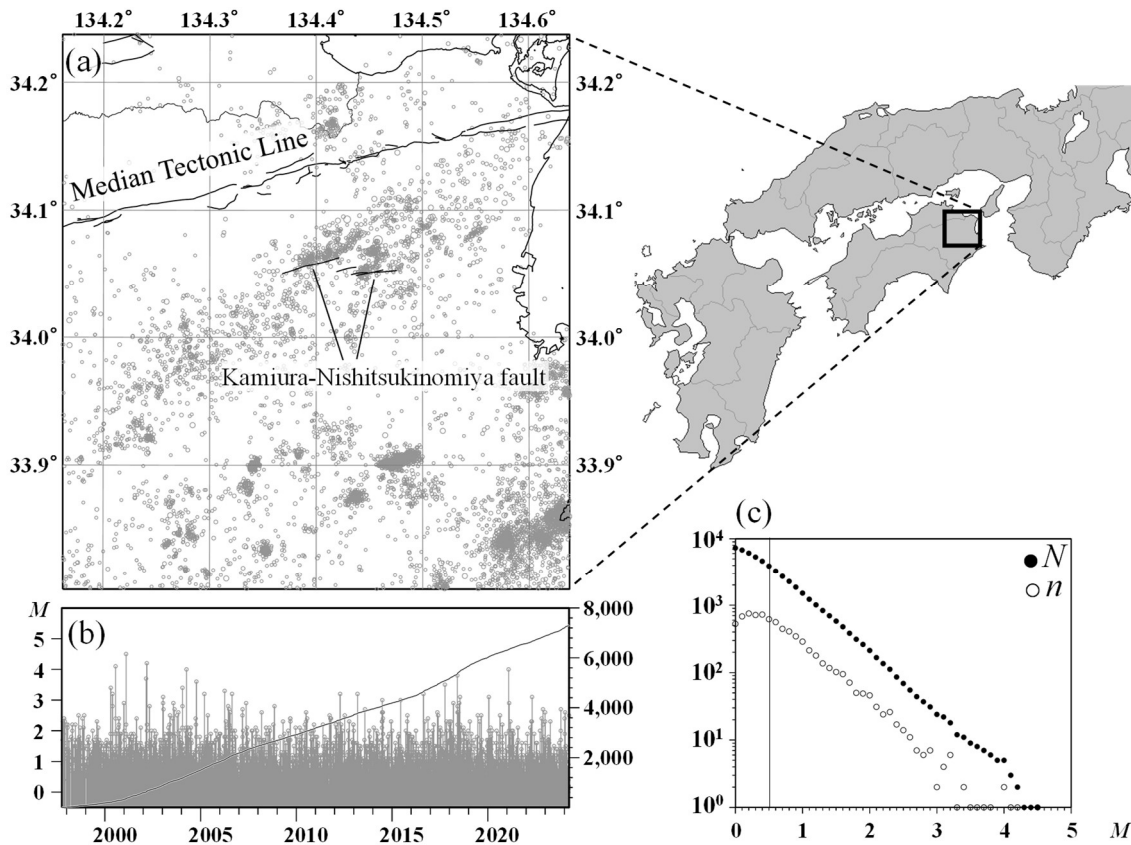 134.2° 134.3° 134.4° 134.5° 134.6°
(a)
34.2° 34.2°
Median Tectonic Line
34.1° 34.1°
34.0° 34.0°
Kamiura-Nishitsukinomiya fault
33.9° 33.9°
(b)
M
5
4
3
2
1
0
8,000
6,000
4,000
2,000
2000 2005 2010 2015 2020
(c)
N
n
10⁴
10³
10²
10¹
10⁰
0 1 2 3 4 5 M